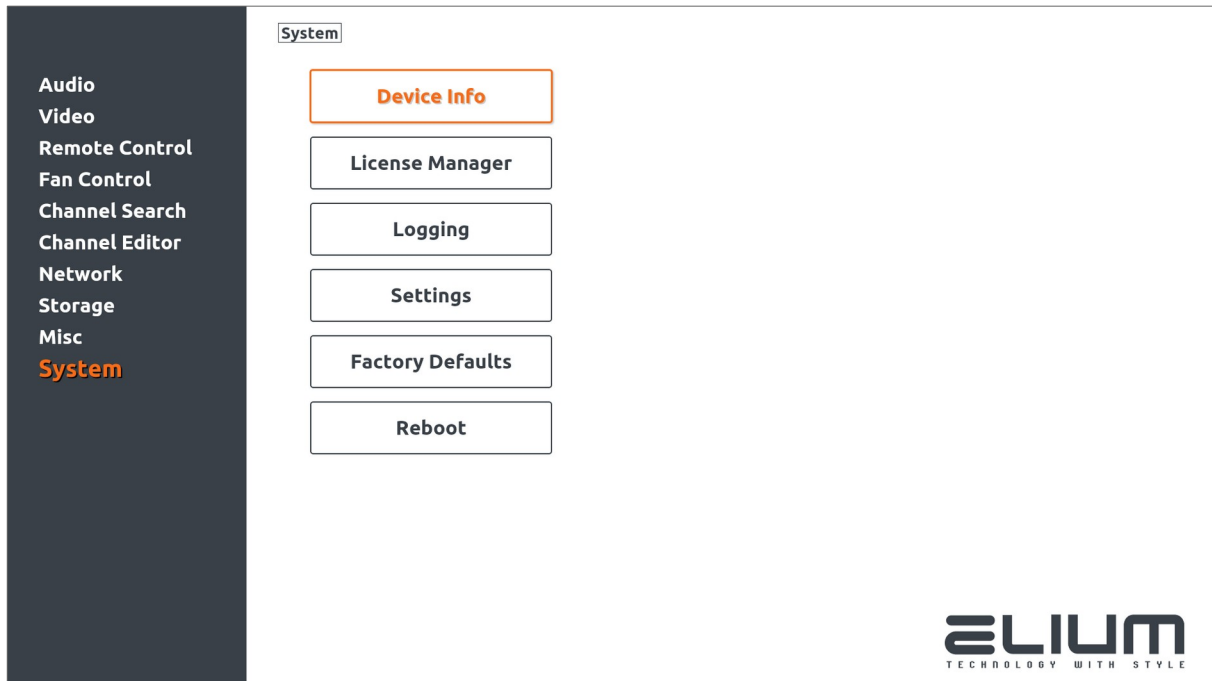 System
Audio
Video
Remote Control
Fan Control
Channel Search
Channel Editor
Network
Storage
Misc
System
Device Info
License Manager
Logging
Settings
Factory Defaults
Reboot
ELIUM
TECHNOLOGY WITH STYLE